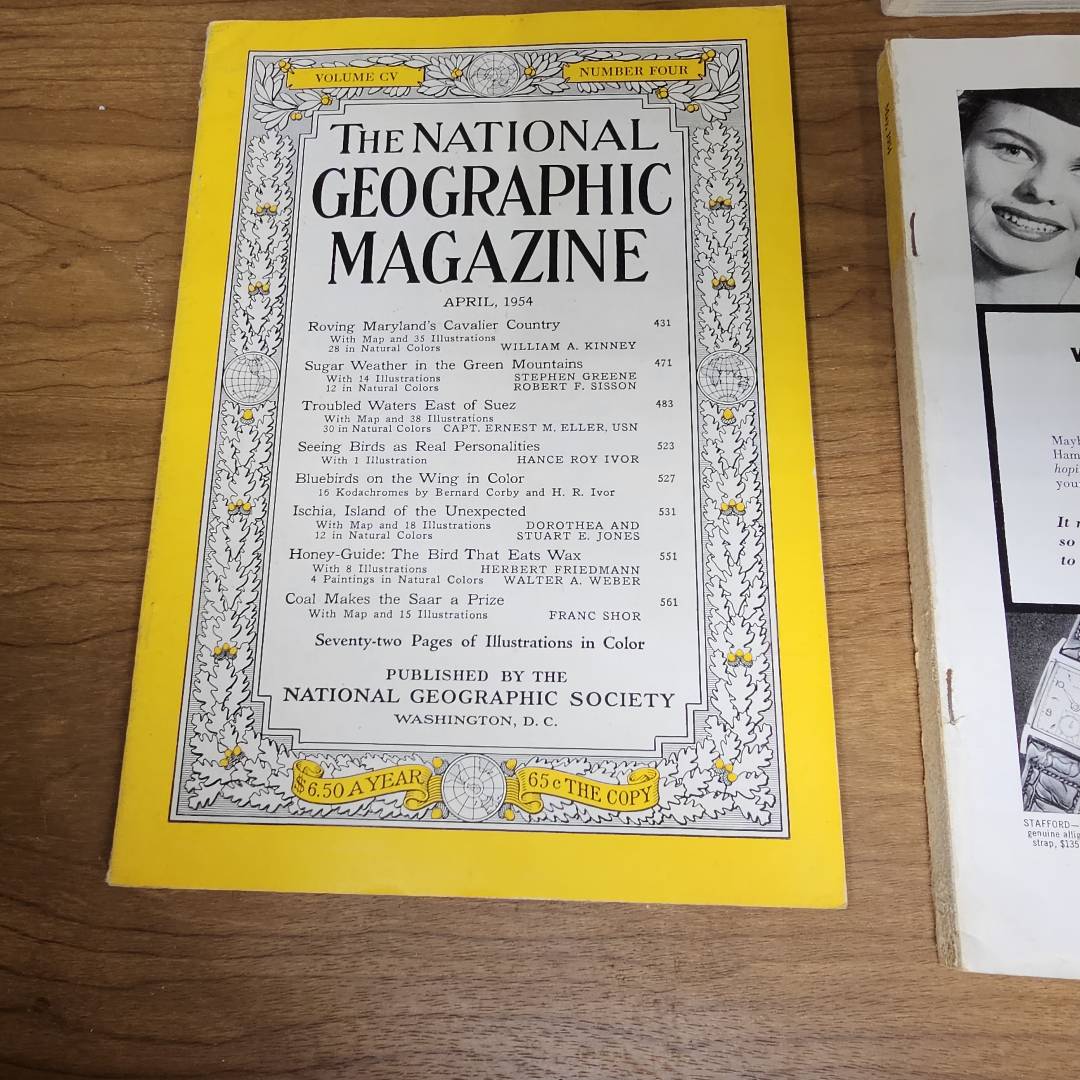 VOLUME CV
NUMBER FOUR
THE NATIONAL
GEOGRAPHIC
MAGAZINE
APRIL, 1954
Roving Maryland's Cavalier Country 431
With Map and 35 Illustrations
28 in Natural Colors WILLIAM A. KINNEY
Sugar Weather in the Green Mountains 471
With 14 Illustrations STEPHEN GREENE
12 in Natural Colors ROBERT F. SISSON
Troubled Waters East of Suez 483
With Map and 38 Illustrations
30 in Natural Colors CAPT. ERNEST M. ELLER, USN
Seeing Birds as Real Personalities 523
With 1 Illustration HANCE ROY IVOR
Bluebirds on the Wing in Color 527
16 Kodachromes by Bernard Corby and H. R. Ivor
Ischia, Island of the Unexpected 531
With Map and 18 Illustrations DOROTHEA AND
12 in Natural Colors STUART E. JONES
Honey-Guide: The Bird That Eats Wax 551
With 8 Illustrations HERBERT FRIEDMANN
4 Paintings in Natural Colors WALTER A. WEBER
Coal Makes the Saar a Prize 561
With Map and 15 Illustrations FRANC SHOR
Seventy-two Pages of Illustrations in Color
PUBLISHED BY THE
NATIONAL GEOGRAPHIC SOCIETY
WASHINGTON, D. C.
$6.50 A YEAR
65c THE COPY
It
so
to
STAFFORD—
genuine
strap, $135